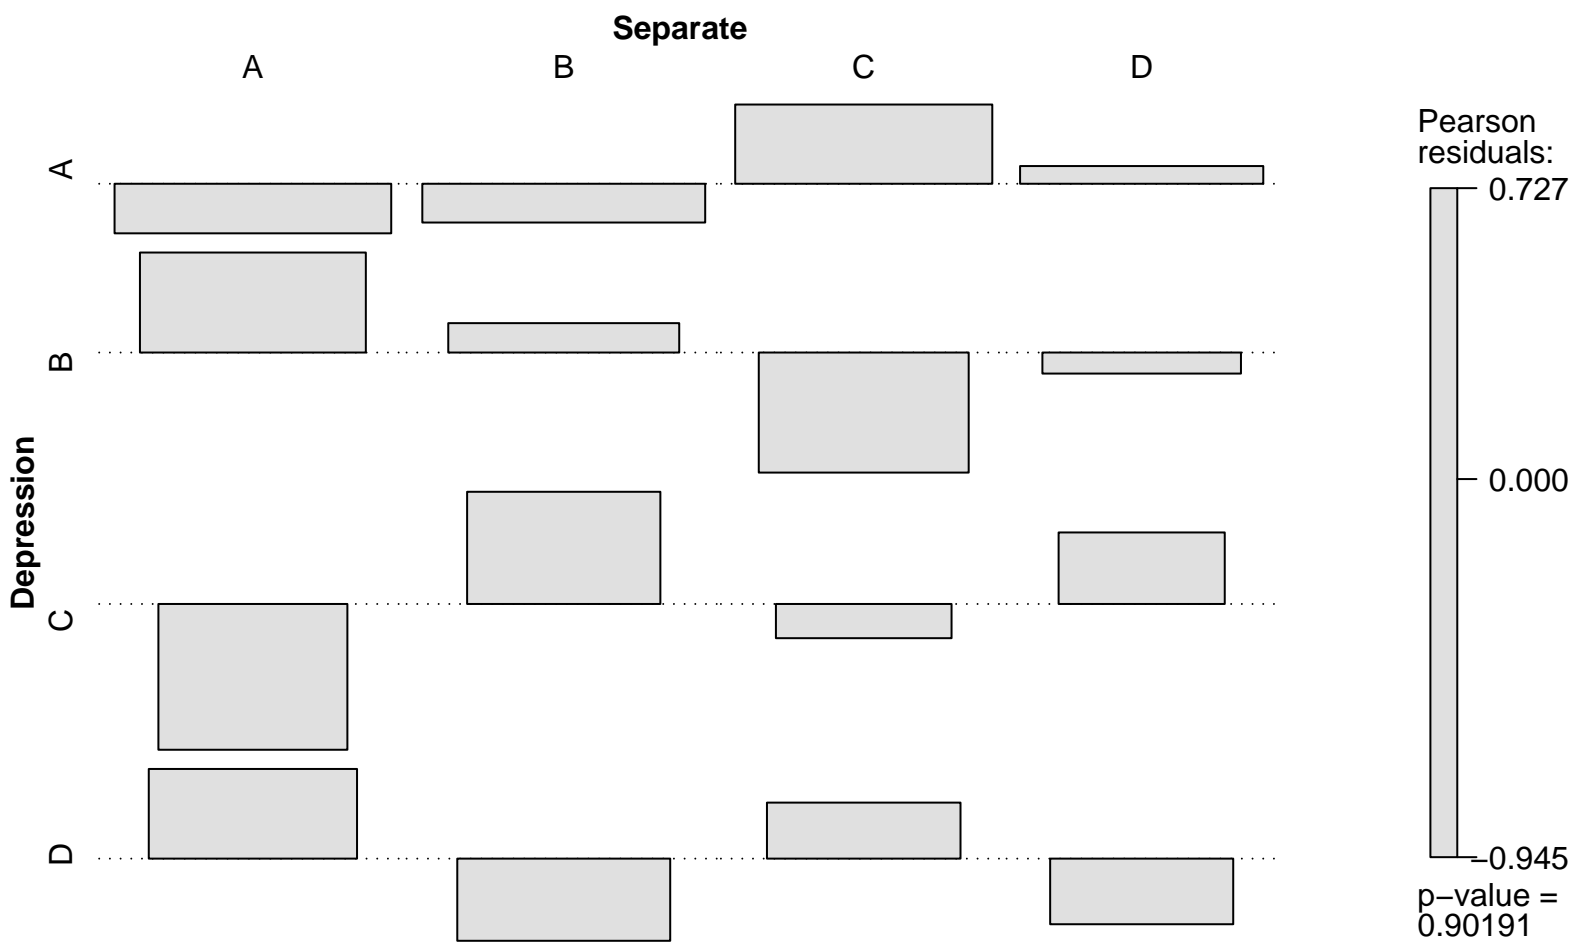 Separate
A B C D
Depression
A
B
C
D
Pearson
residuals:
0.727
0.000
−0.945
p−value =
0.90191